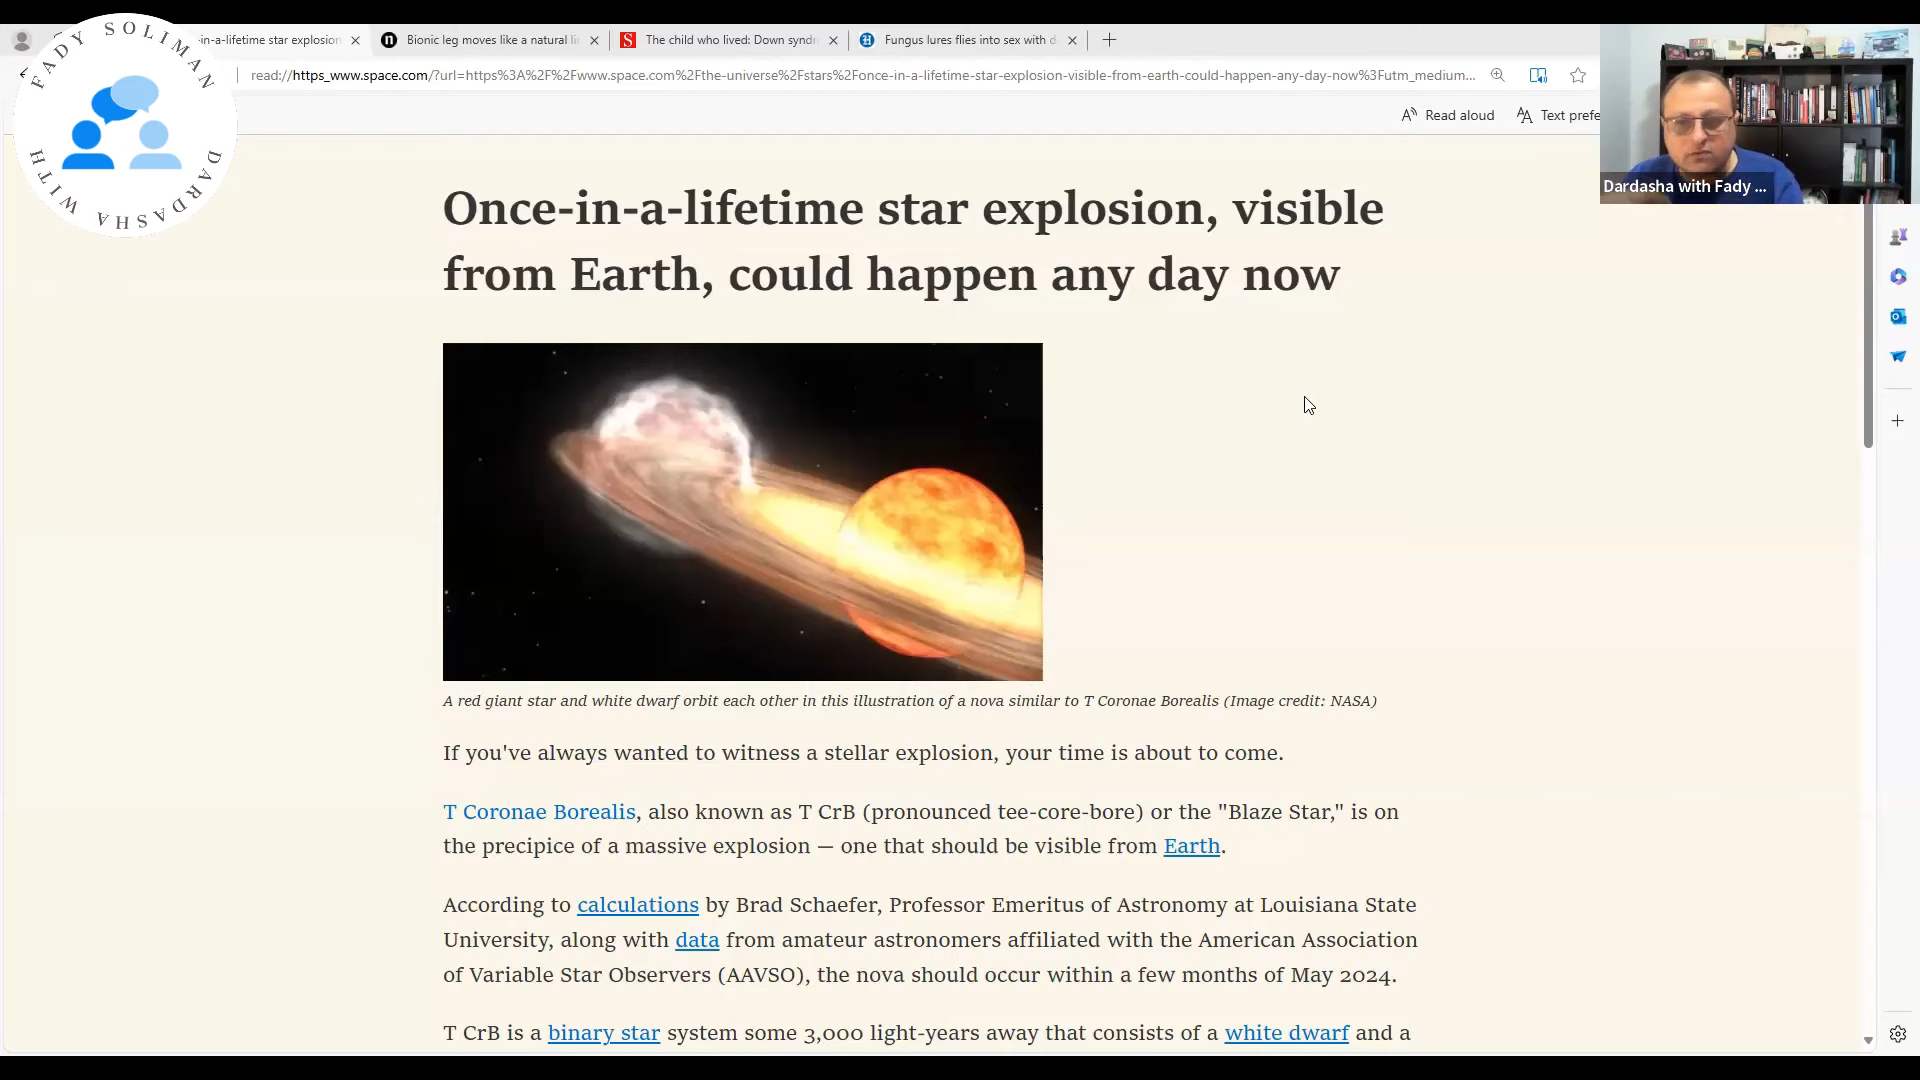 FADY SOLIMAN
DARDASHA WITH
-in-a-lifetime star explosion
Bionic leg moves like a natural li
The child who lived: Down syndr
Fungus lures flies into sex with d
read://https_www.space.com/?url=https%3A%2F%2Fwww.space.com%2Fthe-universe%2Fstars%2Fonce-in-a-lifetime-star-explosion-visible-from-earth-could-happen-any-day-now%3Futm_medium...
Read aloud
Text prefe
Dardasha with Fady ...
Once-in-a-lifetime star explosion, visible
from Earth, could happen any day now
A red giant star and white dwarf orbit each other in this illustration of a nova similar to T Coronae Borealis (Image credit: NASA)
If you've always wanted to witness a stellar explosion, your time is about to come.
T Coronae Borealis, also known as T CrB (pronounced tee-core-bore) or the "Blaze Star," is on
the precipice of a massive explosion — one that should be visible from Earth.
According to calculations by Brad Schaefer, Professor Emeritus of Astronomy at Louisiana State
University, along with data from amateur astronomers affiliated with the American Association
of Variable Star Observers (AAVSO), the nova should occur within a few months of May 2024.
T CrB is a binary star system some 3,000 light-years away that consists of a white dwarf and a